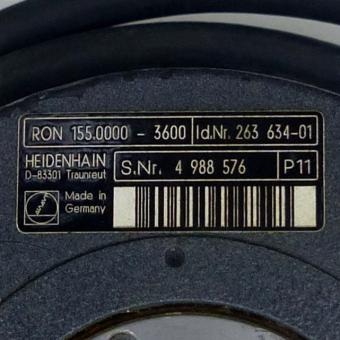 RON 155.0000 - 3600 Id.Nr. 263 634-01
HEIDENHAIN
D-83301 Traunreut
S.Nr. 4 988 576 P11
Made in
Germany